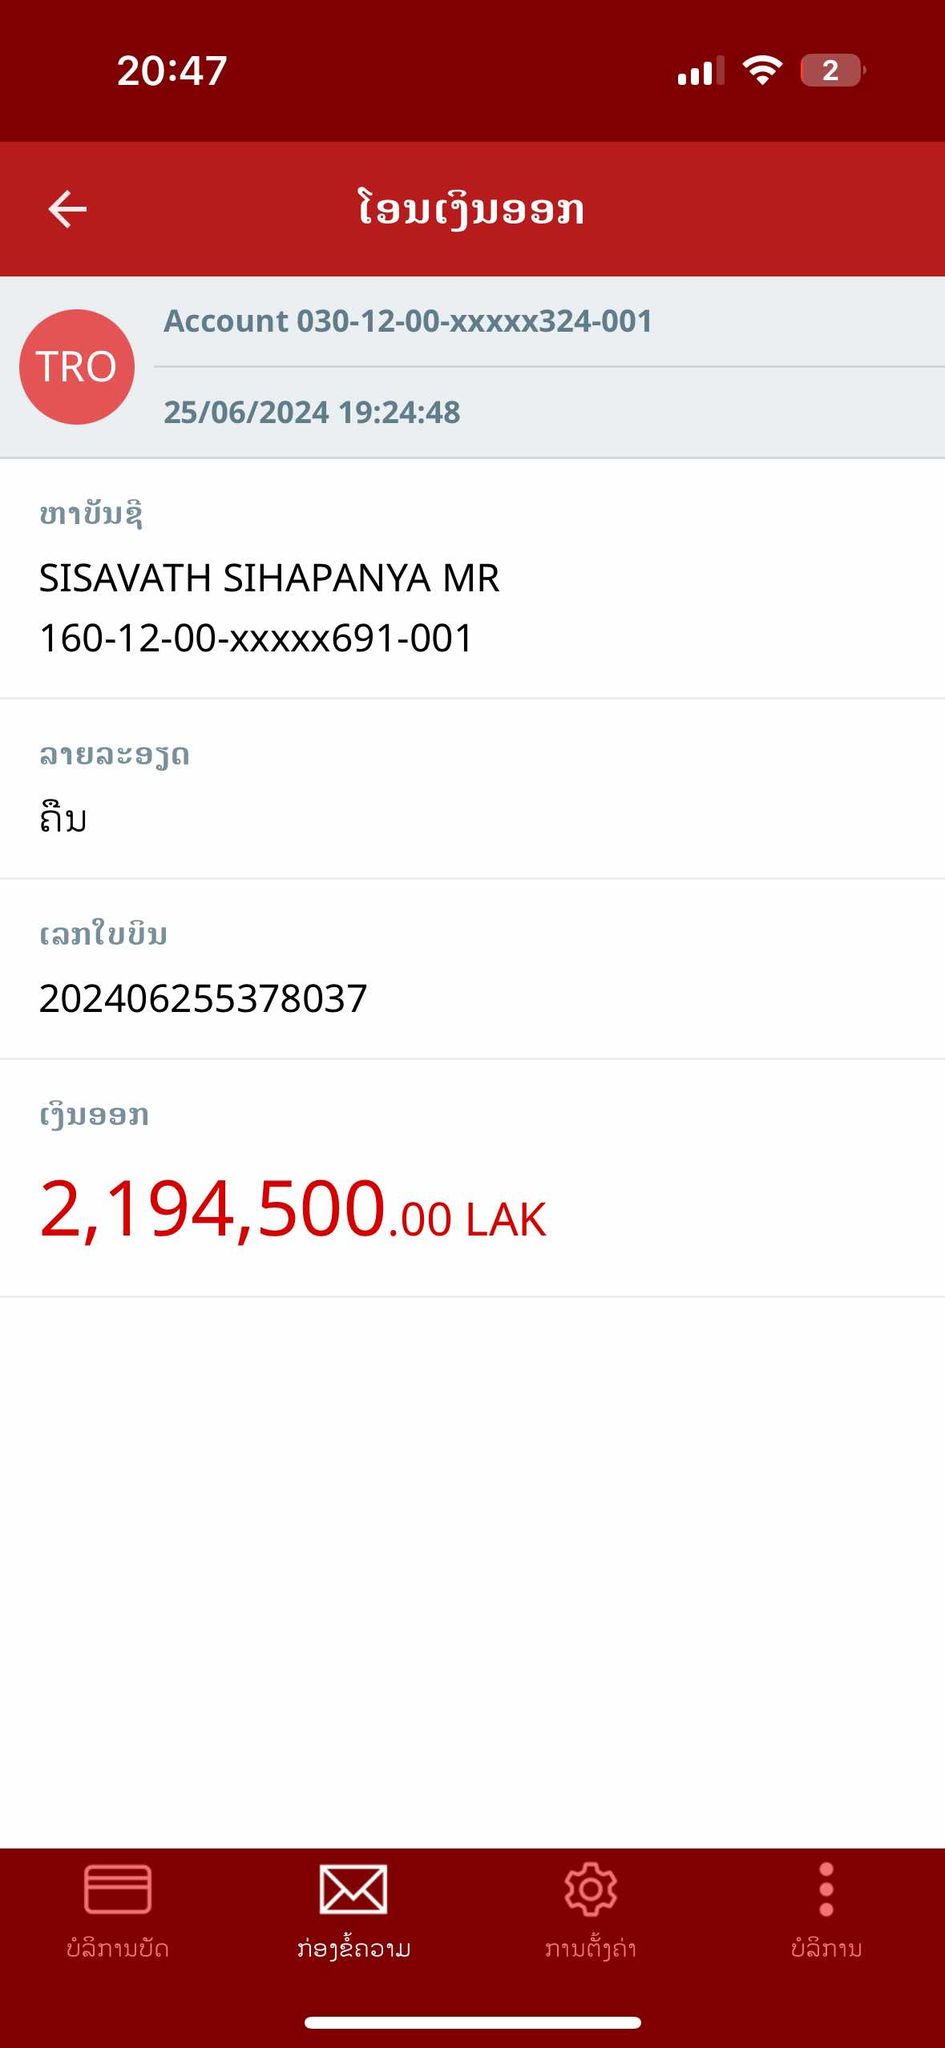 20:47
2
ໂອນເງິນອອກ
TRO
Account 030-12-00-xxxxx324-001
25/06/2024 19:24:48
ຫາບັນຊີ
SISAVATH SIHAPANYA MR
160-12-00-xxxxx691-001
ລາຍລະອຽດ
ຄືນ
ເລກໃບບິນ
202406255378037
ເງິນອອກ
2,194,500.00 LAK
ບໍລິການບັດ
ກ່ອງຂໍ້ຄວາມ
ການຕັ້ງຄ່າ
ບໍລິການ